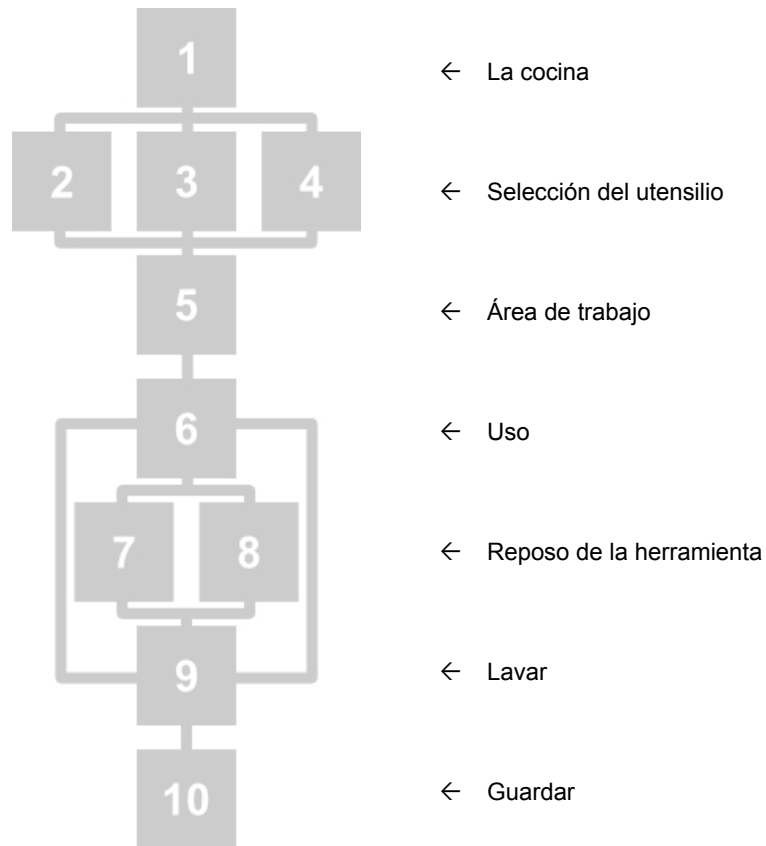 1 ← La cocina
2 3 4 ← Selección del utensilio
5 ← Área de trabajo
6 ← Uso
7 8 ← Reposo de la herramienta
9 ← Lavar
10 ← Guardar